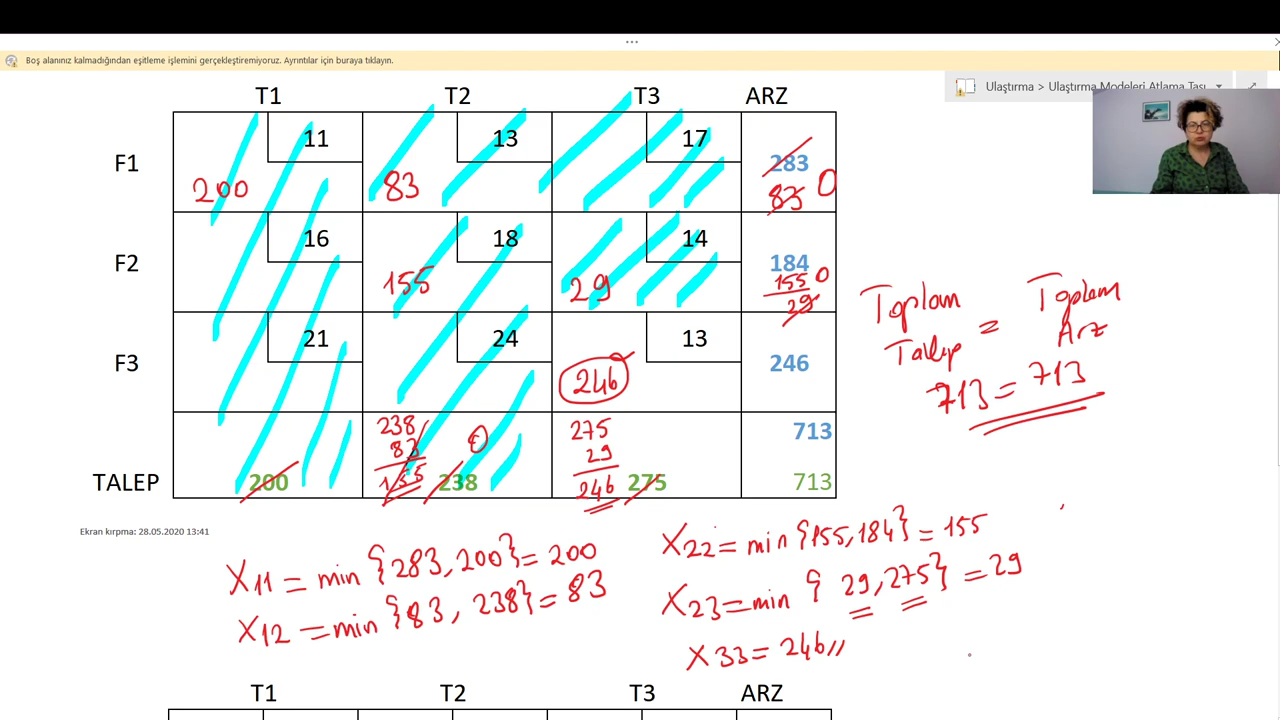 Boş alanınız kalmadığından eşitleme işlemini gerçekleştiremiyoruz. Ayrıntılar için buraya tıklayın.
Ulaştırma > Ulaştırma Modeleri Atlama Taşı
T1 T2 T3 ARZ
11 13 17 283
F1
200 83 83 0
16 18 14
F2 184
155 29 155 0
29
21 24 13
F3 246
246
238 275 713
83 0 29
TALEP 200 155 238 246 275 713
Toplam Talep = Toplam Arz
713 = 713
Ekran kırpma: 28.05.2020 13:41
X11 = min {283, 200} = 200
X12 = min {83, 238} = 83
X22 = min {155, 184} = 155
X23 = min { 29, 275} = 29
X33 = 246//
T1 T2 T3 ARZ